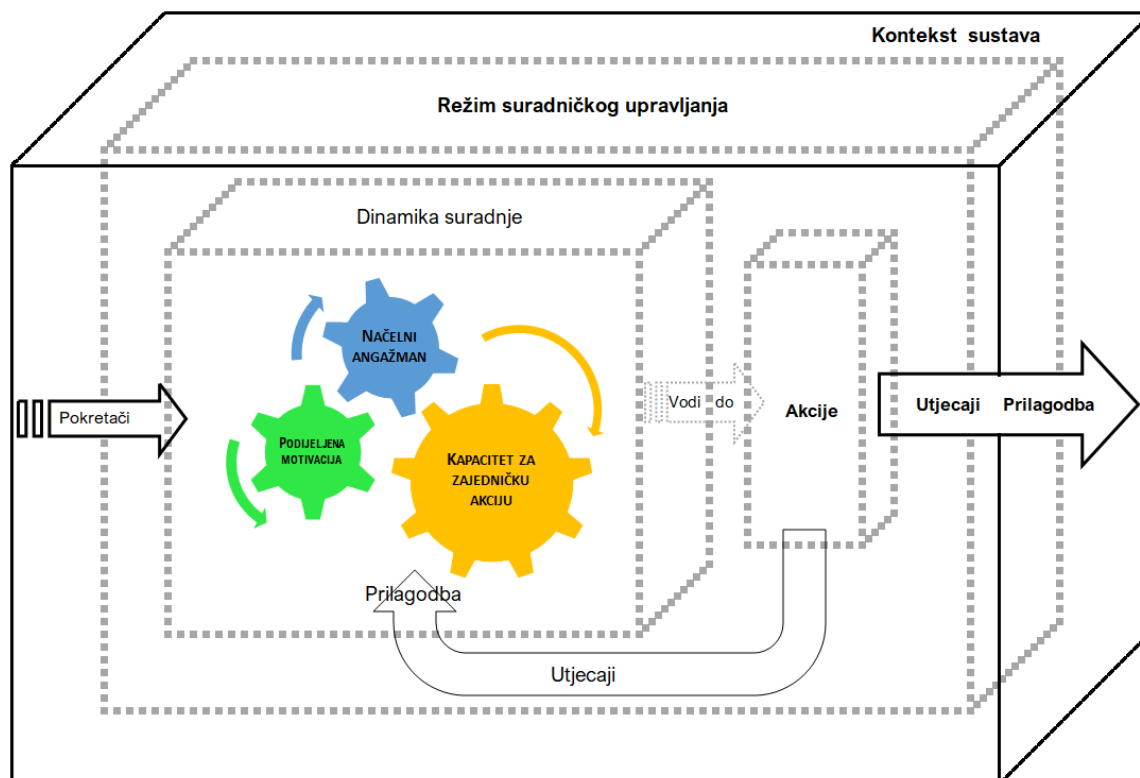 Kontekst sustava
Režim suradničkog upravljanja
Dinamika suradnje
NAČELNI
ANGAŽMAN
Pokretači
PODIJELJENA
MOTIVACIJA
KAPACITET ZA
ZAJEDNIČKU
AKCIJU
Vodi do
Akcije
Utjecaji Prilagodba
Prilagodba
Utjecaji